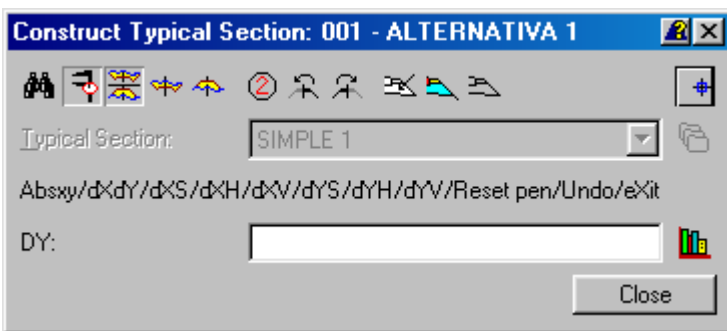 Construct Typical Section: 001 - ALTERNATIVA 1
2
Typical Section: SIMPLE 1
Absxy/dXdY/dXS/dXH/dXV/dYS/dYH/dYV/Reset pen/Undo/eXit
DY:
Close